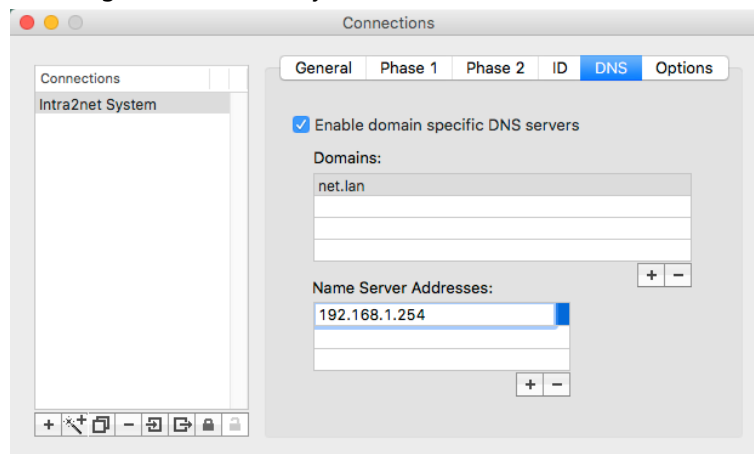 Connections
Connections
Intra2net System
General Phase 1 Phase 2 ID DNS Options
Enable domain specific DNS servers
Domains:
net.lan
+ −
Name Server Addresses:
192.168.1.254
+ −
+ −